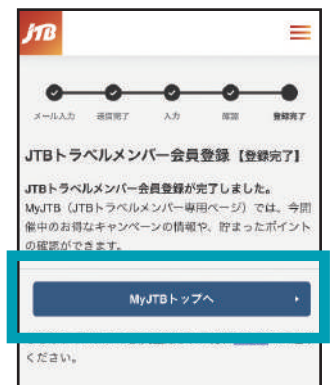 JTB
メール入力 送信完了 入力 確認 登録完了
JTBトラベルメンバー会員登録【登録完了】
JTBトラベルメンバー会員登録が完了しました。
MyJTB（JTBトラベルメンバー専用ページ）では、今開
催中のお得なキャンペーンの情報や、貯まったポイント
の確認ができます。
MyJTBトップへ
ください。